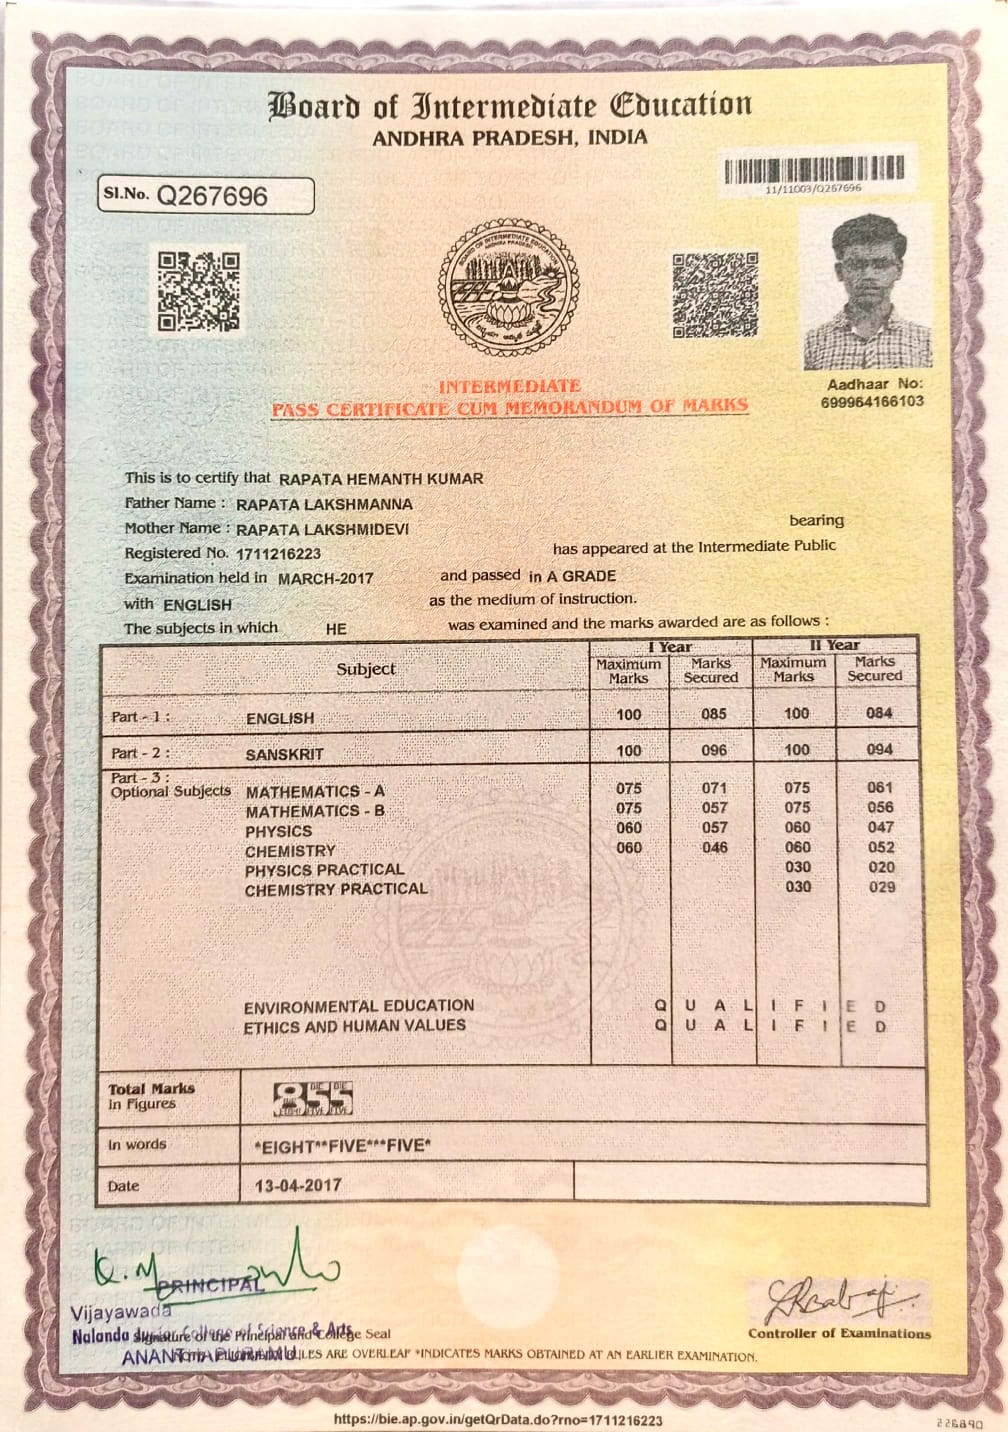 Board of Intermediate Education
ANDHRA PRADESH, INDIA
Sl.No. Q267696
11/11003/Q267696
BOARD OF INTERMEDIATE EDUCATION
ANDHRA PRADESH
INTERMEDIATE
PASS CERTIFICATE CUM MEMORANDUM OF MARKS
Aadhaar No:
699964166103
This is to certify that RAPATA HEMANTH KUMAR
Father Name : RAPATA LAKSHMANNA
Mother Name : RAPATA LAKSHMIDEVI bearing
Registered No. 1711216223 has appeared at the Intermediate Public
Examination held in MARCH-2017 and passed in A GRADE
with ENGLISH as the medium of instruction.
The subjects in which HE was examined and the marks awarded are as follows :
Subject I Year II Year
Maximum Marks Marks Secured Maximum Marks Marks Secured
Part - 1 : ENGLISH 100 085 100 084
Part - 2 : SANSKRIT 100 096 100 094
Part - 3 :
Optional Subjects MATHEMATICS - A 075 071 075 061
MATHEMATICS - B 075 057 075 056
PHYSICS 060 057 060 047
CHEMISTRY 060 046 060 052
PHYSICS PRACTICAL 030 020
CHEMISTRY PRACTICAL 030 029
ENVIRONMENTAL EDUCATION Q U A L I F I E D
ETHICS AND HUMAN VALUES Q U A L I F I E D
Total Marks
In Figures 855
In words *EIGHT**FIVE***FIVE*
Date 13-04-2017
PRINCIPAL
Vijayawada
Nalanda Junior College of Science & Arts
Signature of the Principal and College Seal
ANANTHAPURAMU
Controller of Examinations
ARE OVERLEAF *INDICATES MARKS OBTAINED AT AN EARLIER EXAMINATION.
https://bie.ap.gov.in/getQrData.do?rno=1711216223